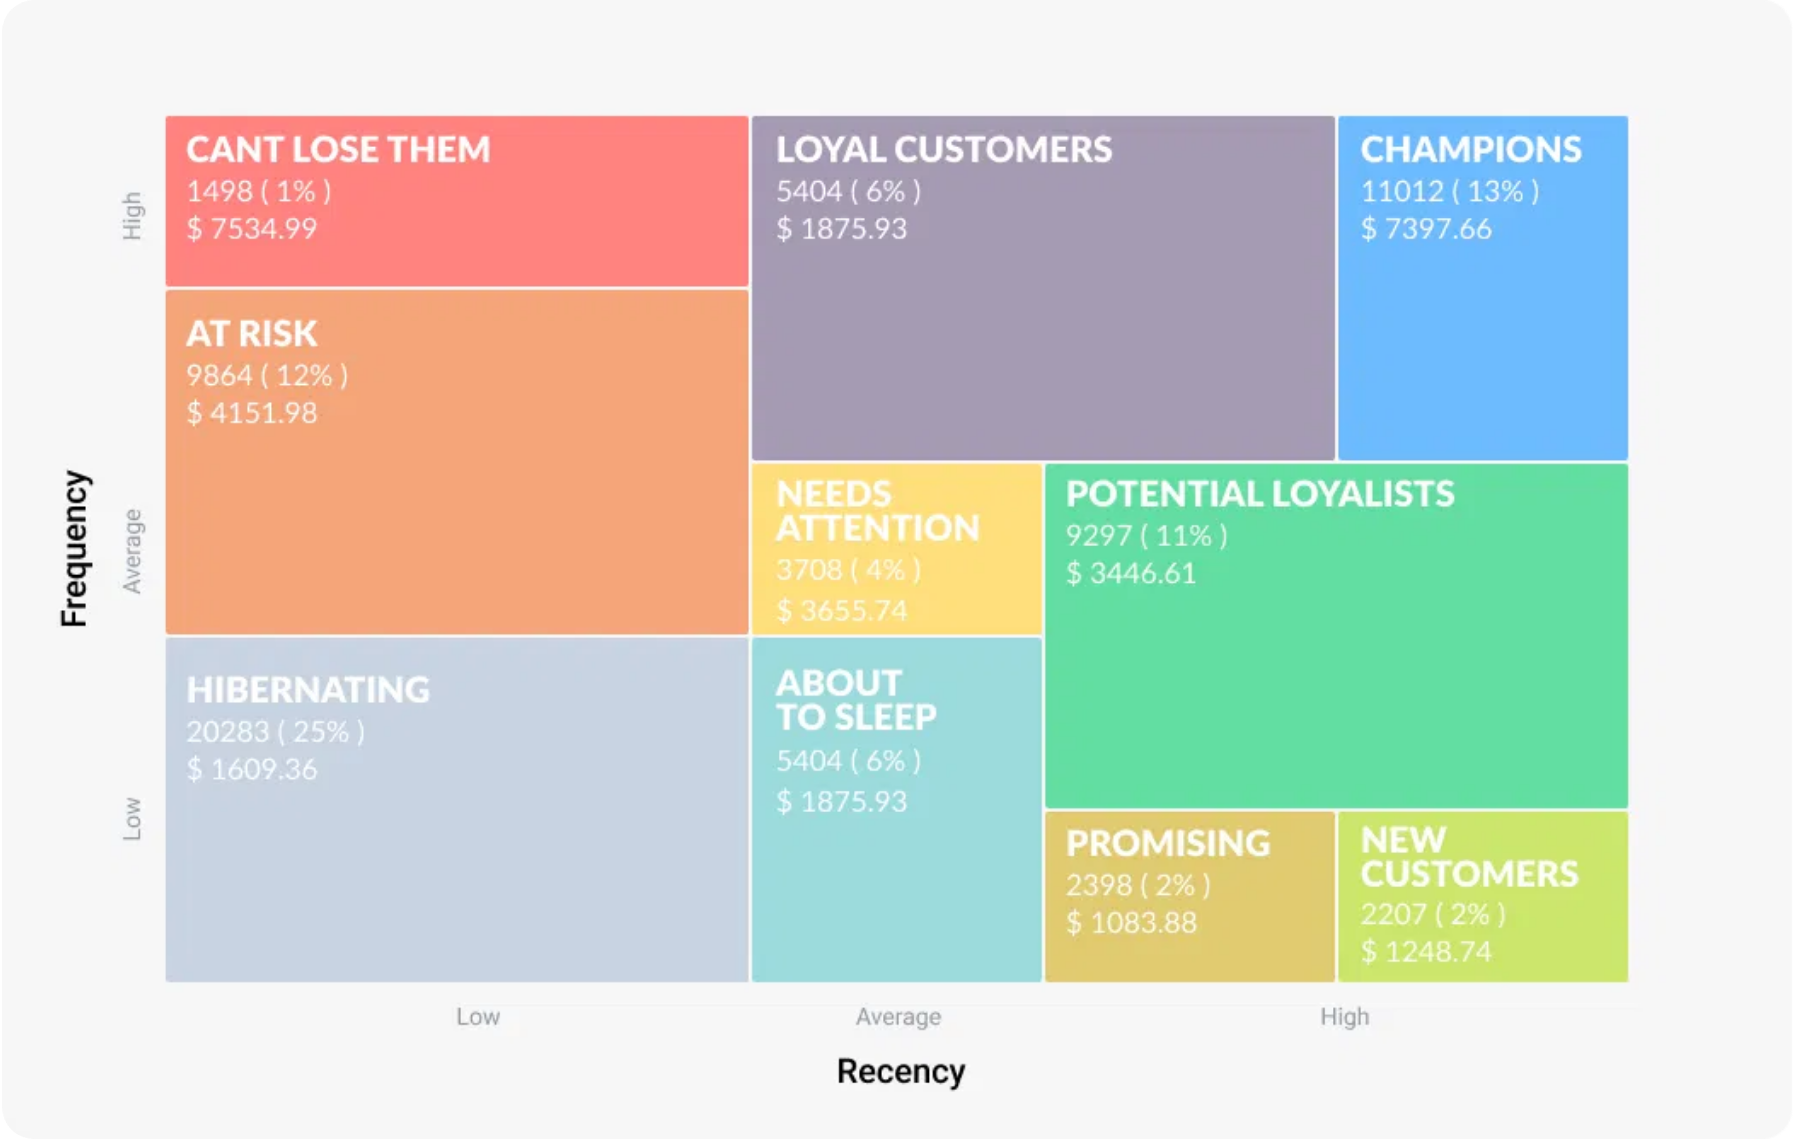 CANT LOSE THEM
1498 ( 1% )
$ 7534.99
LOYAL CUSTOMERS
5404 ( 6% )
$ 1875.93
CHAMPIONS
11012 ( 13% )
$ 7397.66
AT RISK
9864 ( 12% )
$ 4151.98
NEEDS
ATTENTION
3708 ( 4% )
$ 3655.74
POTENTIAL LOYALISTS
9297 ( 11% )
$ 3446.61
HIBERNATING
20283 ( 25% )
$ 1609.36
ABOUT
TO SLEEP
5404 ( 6% )
$ 1875.93
PROMISING
2398 ( 2% )
$ 1083.88
NEW
CUSTOMERS
2207 ( 2% )
$ 1248.74
Frequency
High
Average
Low
Low
Average
High
Recency